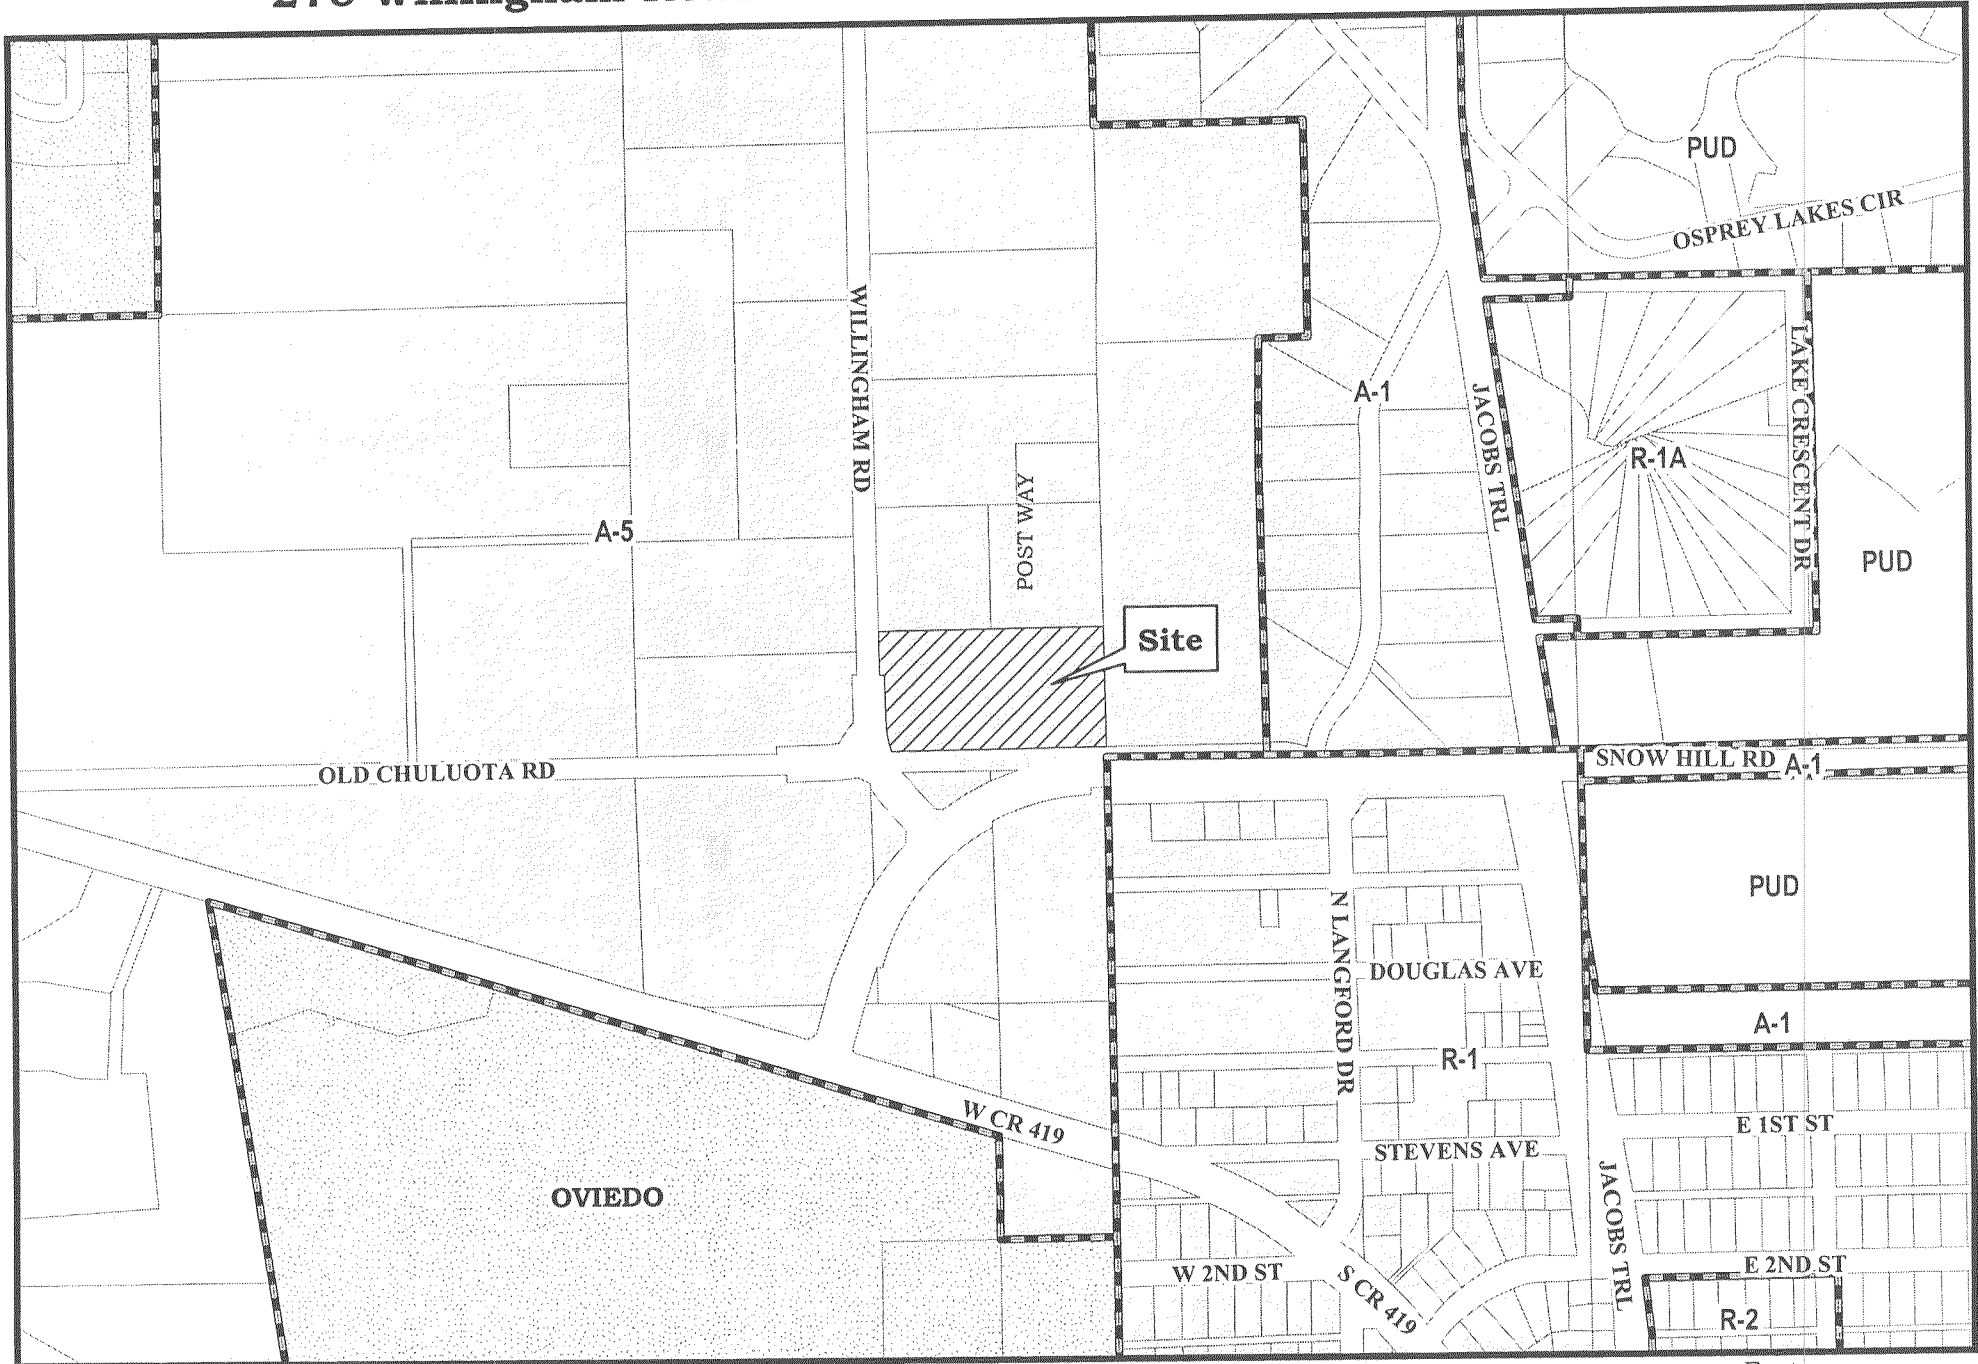 PUD
OSPREY LAKES CIR
WILLINGHAM RD
LAKE CRESCENT DR
A-1
JACOBS TRL
R-1A
POST WAY
A-5
PUD
Site
SNOW HILL RD
A-1
OLD CHULUOTA RD
PUD
N LANGFORD DR
DOUGLAS AVE
A-1
R-1
W CR 419
E 1ST ST
STEVENS AVE
OVIEDO
JACOBS TRL
W 2ND ST
S CR 419
E 2ND ST
R-2